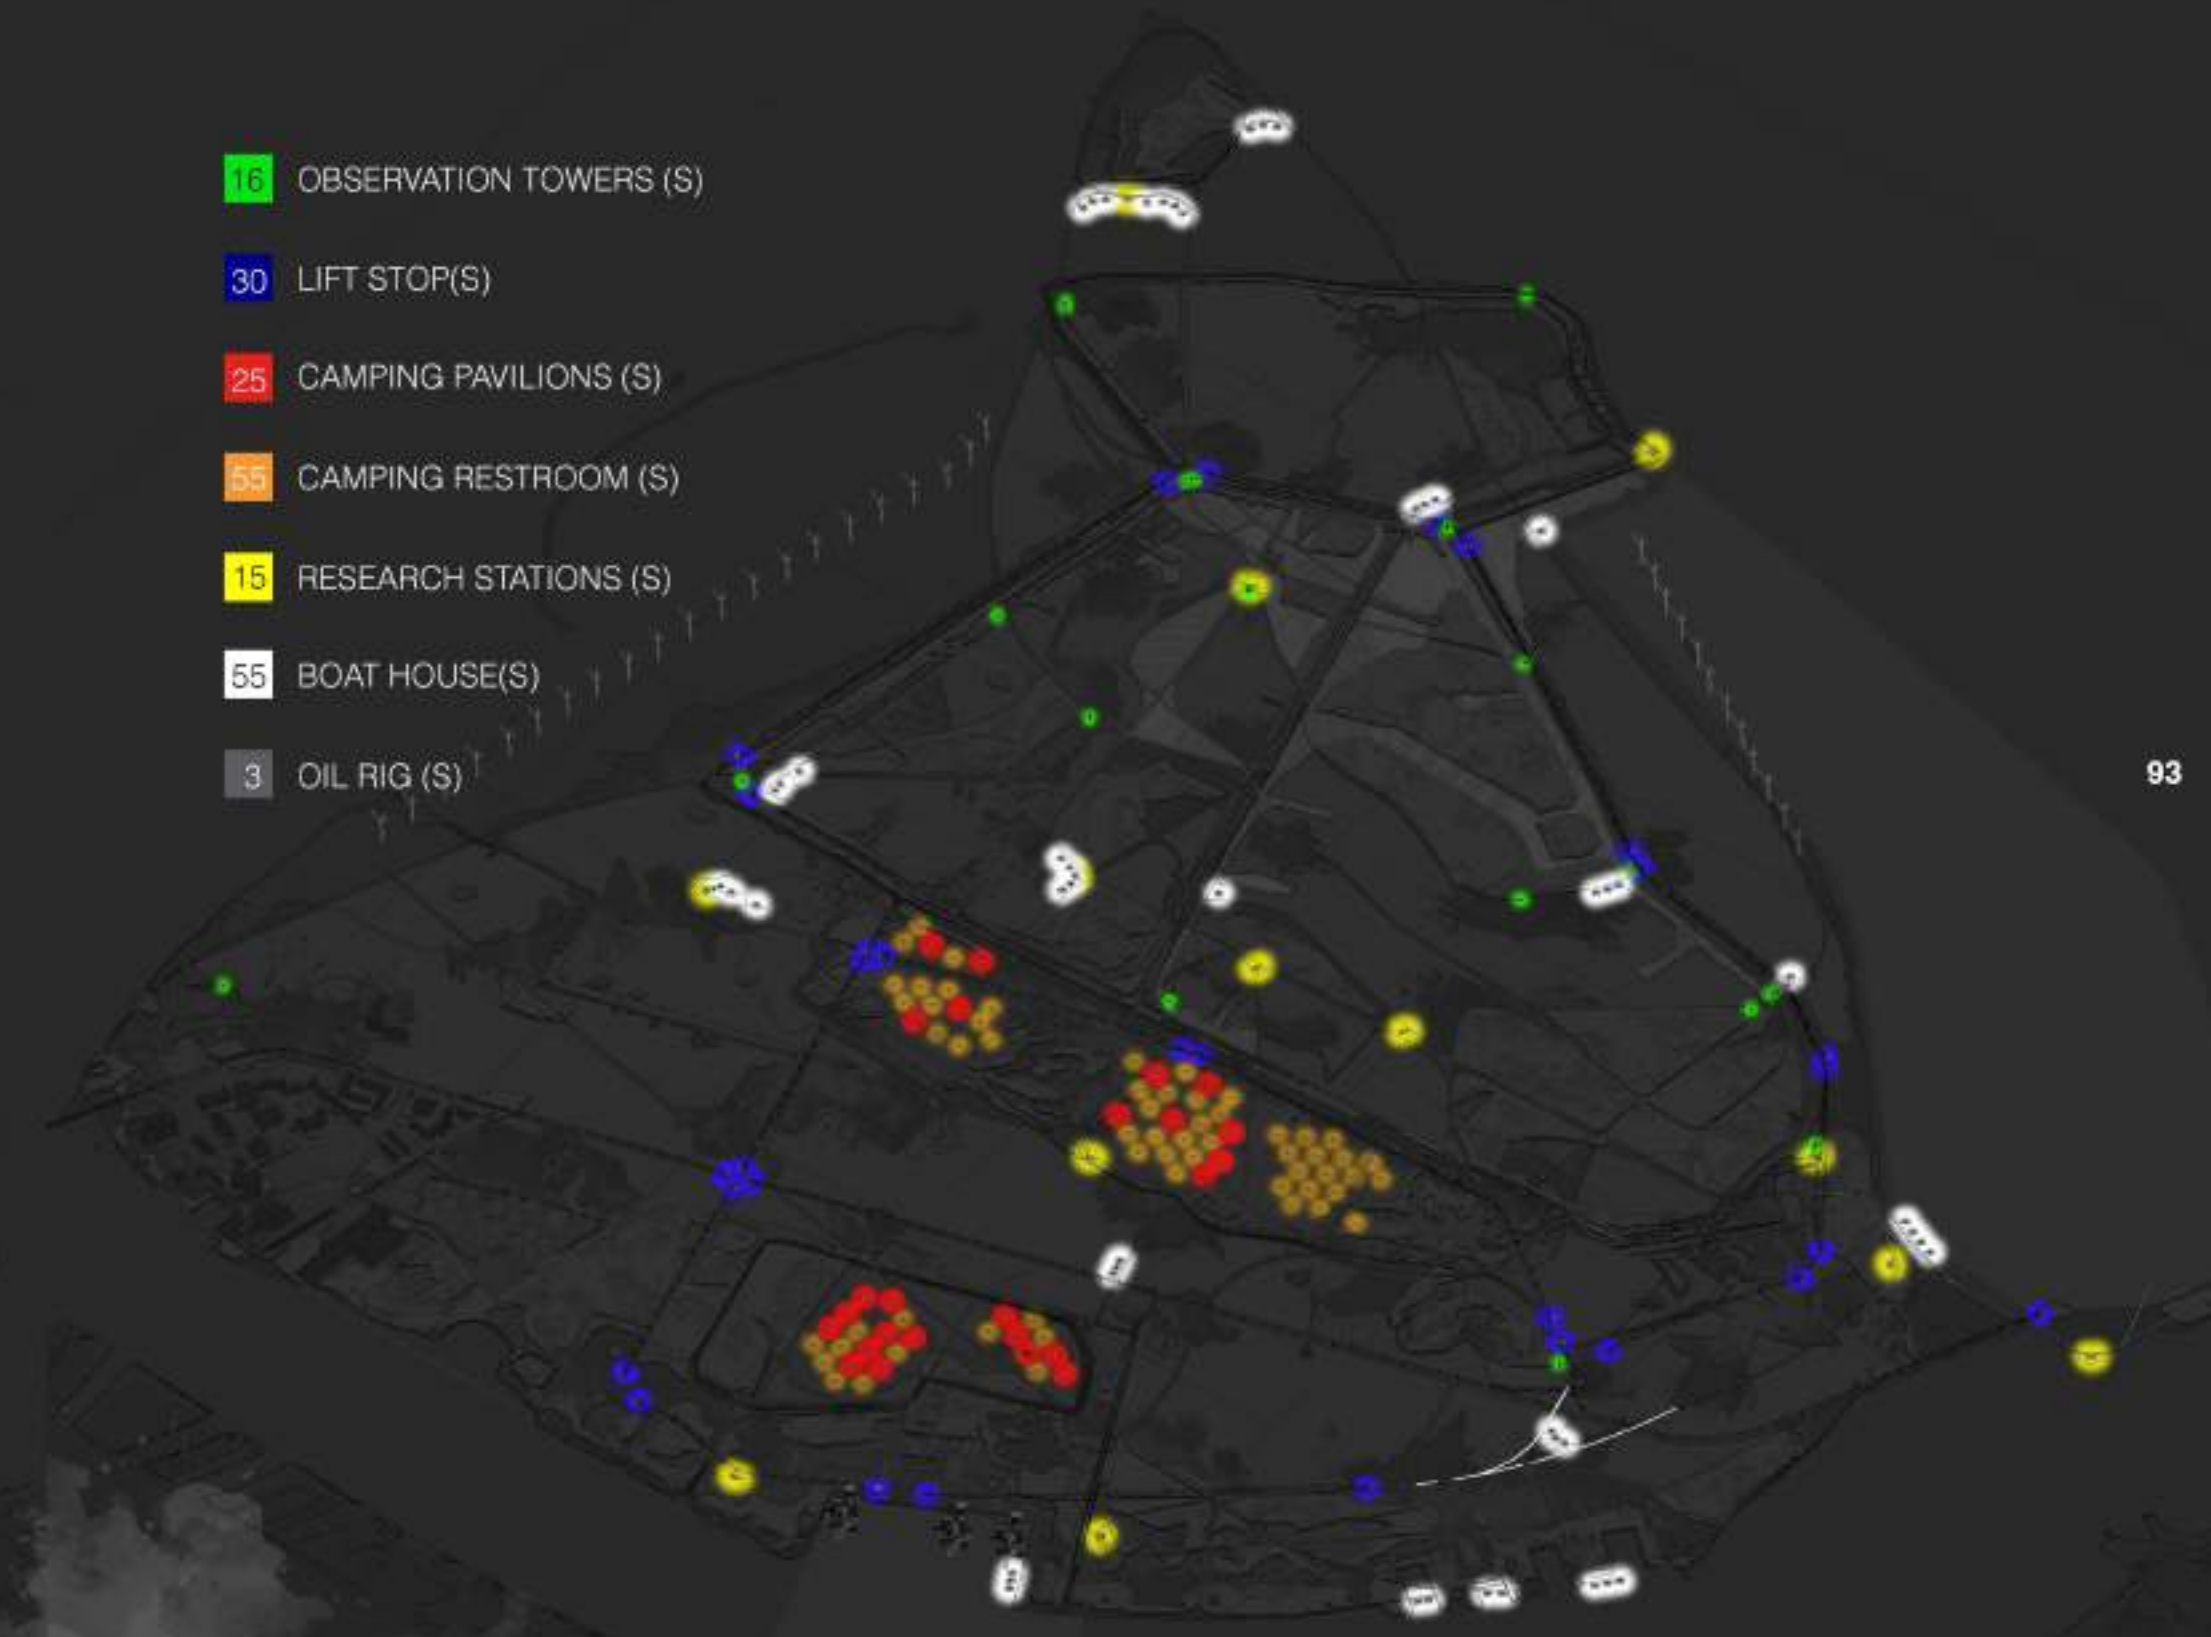 16 OBSERVATION TOWERS (S)
30 LIFT STOP(S)
25 CAMPING PAVILIONS (S)
55 CAMPING RESTROOM (S)
15 RESEARCH STATIONS (S)
55 BOAT HOUSE(S)
3 OIL RIG (S)
93